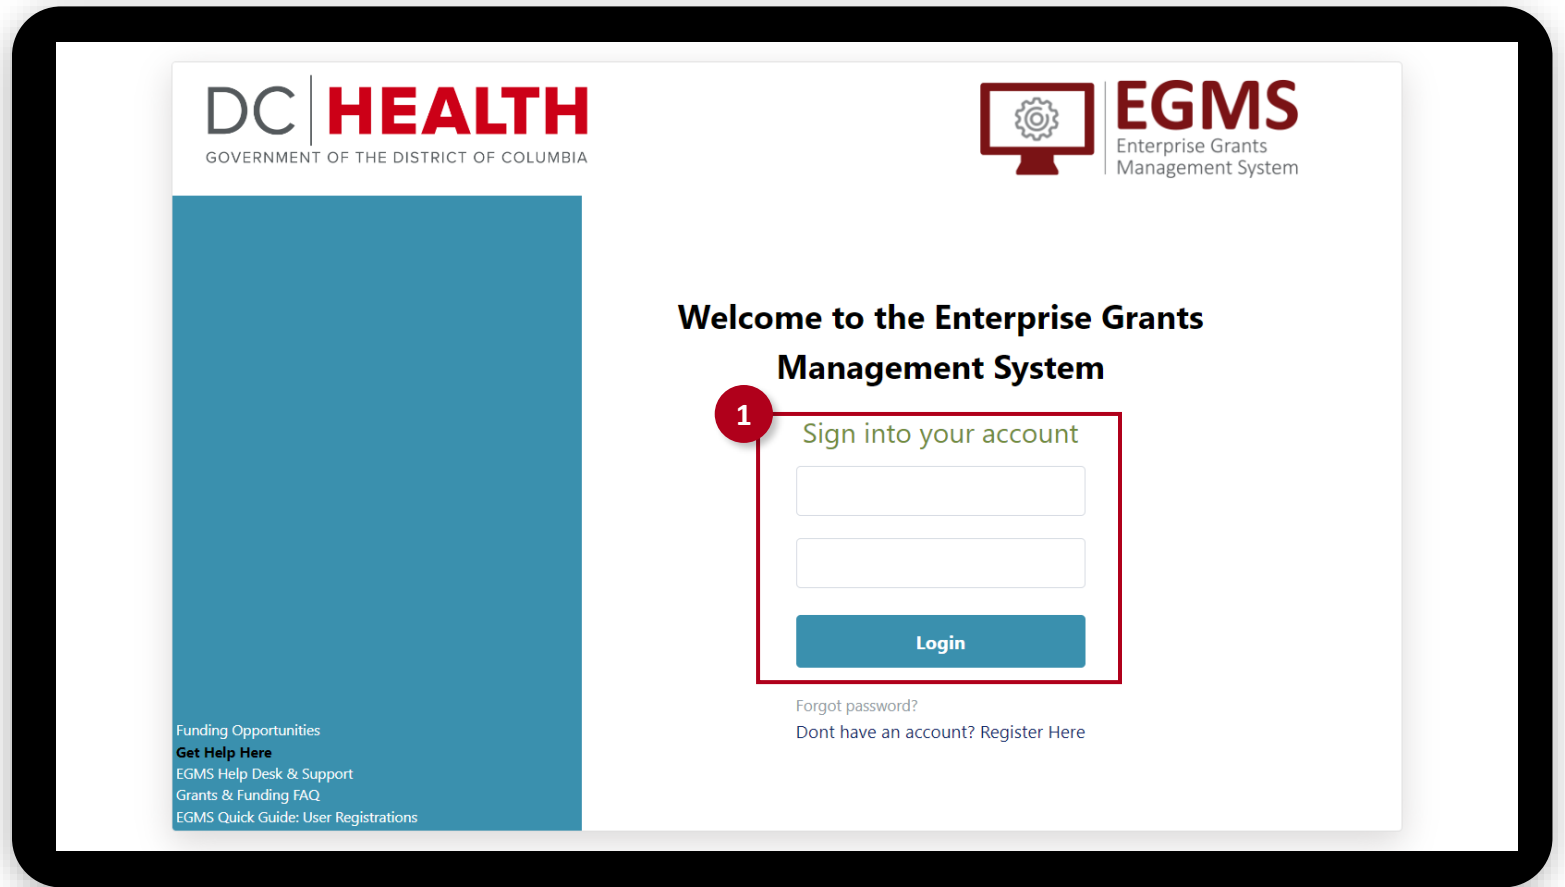 DC HEALTH
GOVERNMENT OF THE DISTRICT OF COLUMBIA
EGMS
Enterprise Grants
Management System
Welcome to the Enterprise Grants
Management System
1
Sign into your account
Login
Forgot password?
Dont have an account? Register Here
Funding Opportunities
Get Help Here
EGMS Help Desk & Support
Grants & Funding FAQ
EGMS Quick Guide: User Registrations